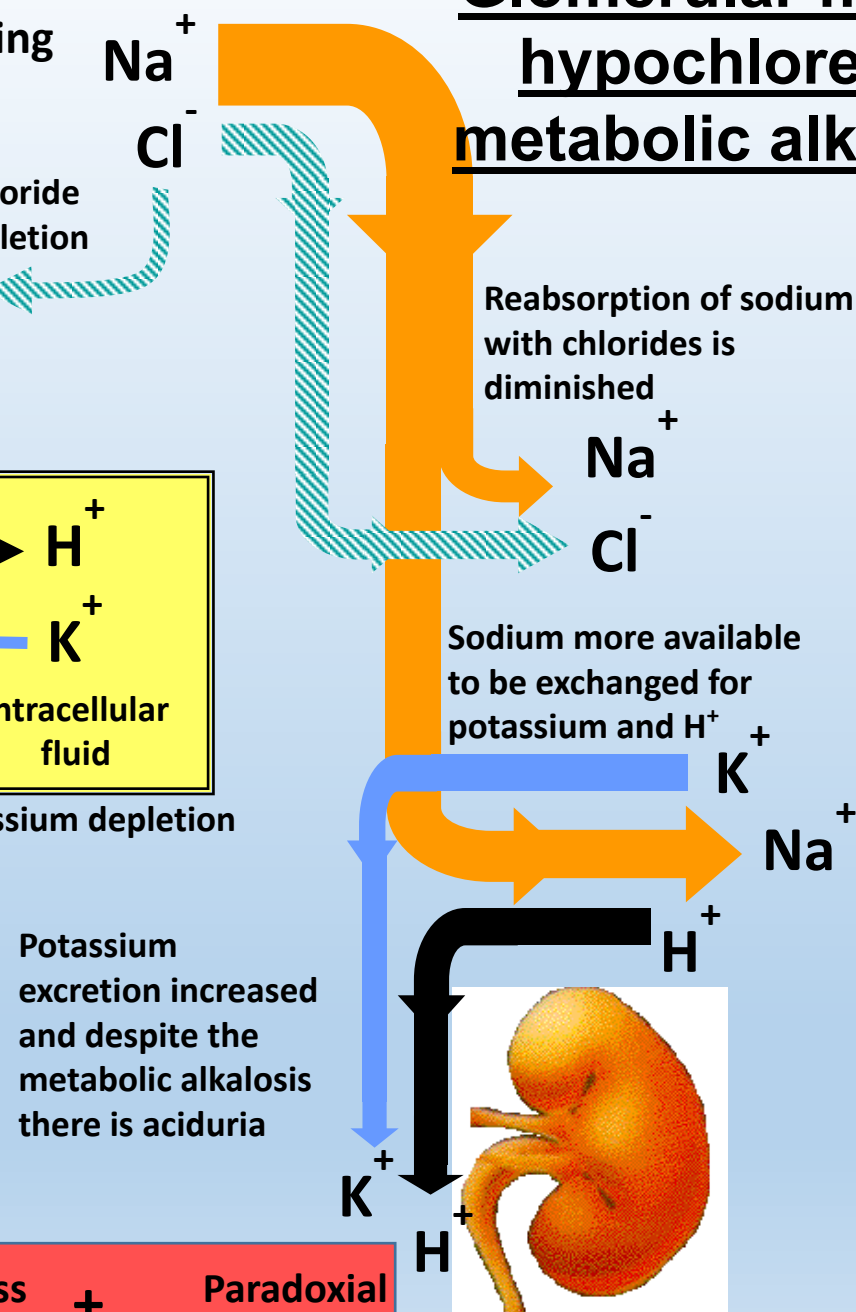 hypochlore
metabolic alk
ing
Na+
Cl-
oride
letion
Reabsorption of sodium
with chlorides is
diminished
Na+
Cl-
H+
K+
ntracellular
fluid
ssium depletion
Sodium more available
to be exchanged for
potassium and H+
K+
Na+
H+
Potassium
excretion increased
and despite the
metabolic alkalosis
there is aciduria
K+
H+
ss + Paradoxial